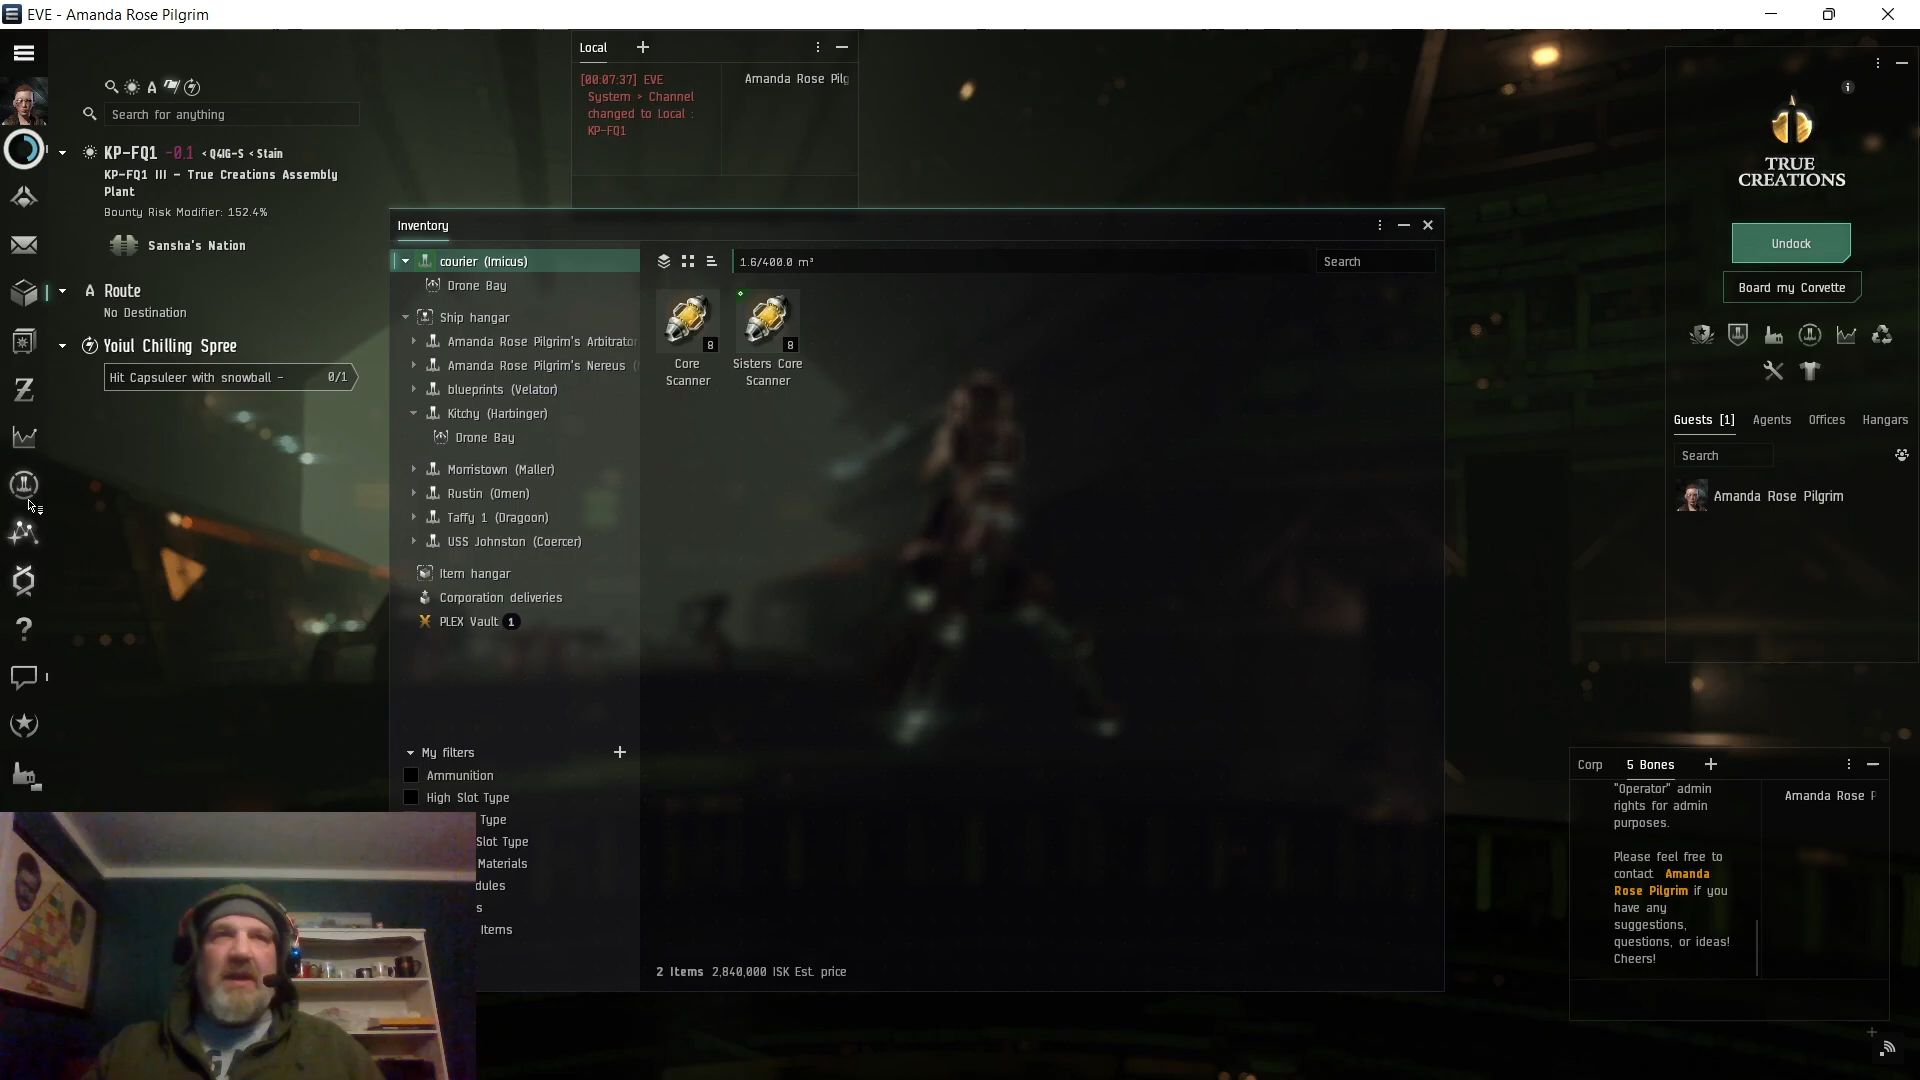 EVE - Amanda Rose Pilgrim
Search for anything
KP-FQ1 -0.1 < Q4IG-S < Stain
KP-FQ1 III - True Creations Assembly
Plant
Bounty Risk Modifier: 152.4%
Sansha's Nation
A Route
No Destination
Yoiul Chilling Spree
Hit Capsuleer with snowball - 0/1
Local
[00:07:37] EVE
System > Channel
changed to Local :
KP-FQ1
Amanda Rose Pilg
Inventory
courier (Imicus)
Drone Bay
Ship hangar
Amanda Rose Pilgrim's Arbitrator
Amanda Rose Pilgrim's Nereus (
blueprints (Velator)
Kitchy (Harbinger)
Drone Bay
Morristown (Maller)
Rustin (Omen)
Taffy 1 (Dragoon)
USS Johnston (Coercer)
Item hangar
Corporation deliveries
PLEX Vault 1
My filters
Ammunition
High Slot Type
Type
Slot Type
Materials
dules
s
Items
1.6/400.0 m³
Search
8
Core
Scanner
8
Sisters Core
Scanner
2 Items 2,840,000 ISK Est. price
TRUE
CREATIONS
Undock
Board my Corvette
Guests [1] Agents Offices Hangars
Search
Amanda Rose Pilgrim
Corp 5 Bones
"Operator" admin
rights for admin
purposes.
Please feel free to
contact Amanda
Rose Pilgrim if you
have any
suggestions,
questions, or ideas!
Cheers!
Amanda Rose P